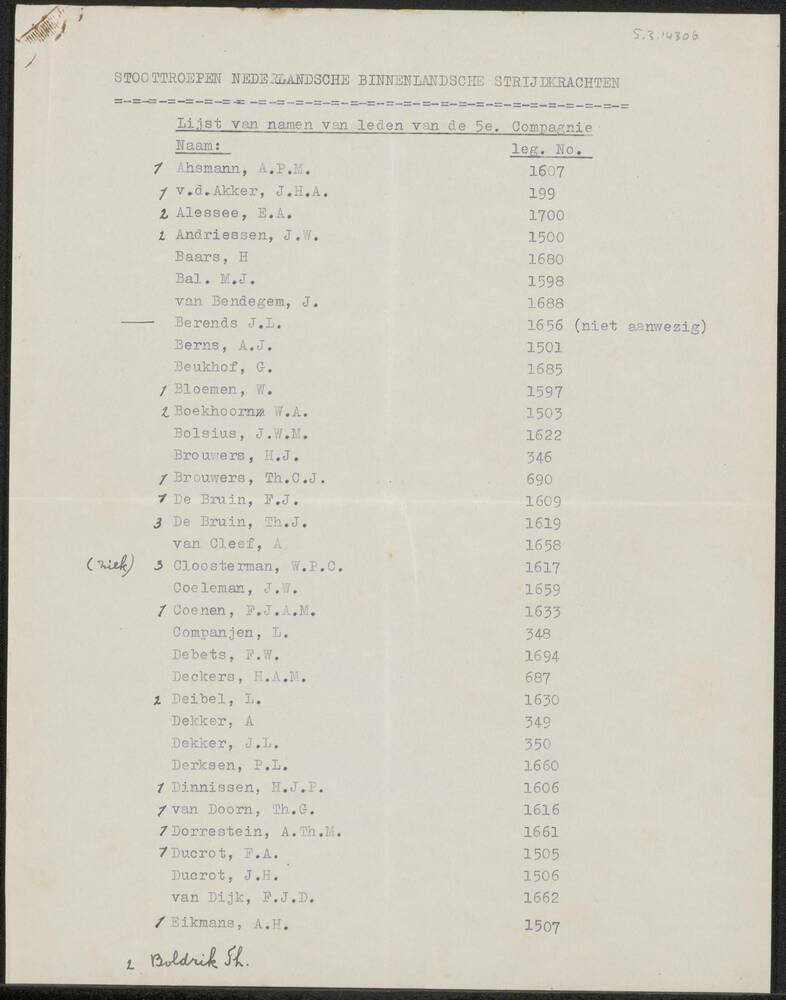 5.3.14306
STOOTTROEPEN NEDERLANDSCHE BINNENLANDSCHE STRIJDKRACHTEN
=-=-=-=-=-=-=-=-=-=-=-=-=-=-=-=-=-=-=-=-=-=-=-=-=-=-=-=
Lijst van namen van leden van de 5e. Compagnie
Naam: leg. No.
1 Ahsmann, A.P.M. 1607
1 v.d.Akker, J.H.A. 199
2 Alessee, E.A. 1700
2 Andriessen, J.W. 1500
Baars, H 1680
Bal. M.J. 1598
van Bendegem, J. 1688
— Berends J.L. 1656 (niet aanwezig)
Berns, A.J. 1501
Beukhof, G. 1685
1 Bloemen, W. 1597
2 Boekhoorn W.A. 1503
Bolsius, J.W.M. 1622
Brouwers, H.J. 346
1 Brouwers, Th.C.J. 690
1 De Bruin, F.J. 1609
3 De Bruin, Th.J. 1619
van Cleef, A 1658
(ziek) 3 Cloosterman, W.P.C. 1617
Coeleman, J.W. 1659
1 Coenen, F.J.A.M. 1633
Companjen, L. 348
Debets, F.W. 1694
Deckers, H.A.M. 687
2 Deibel, L. 1630
Dekker, A 349
Dekker, J.L. 350
Derksen, P.L. 1660
1 Dinnissen, H.J.P. 1606
1 van Doorn, Th.G. 1616
1 Dorrestein, A.Th.M. 1661
1 Ducrot, F.A. 1505
Ducrot, J.H. 1506
van Dijk, F.J.D. 1662
1 Eikmans, A.H. 1507
2 Boldrik Th.